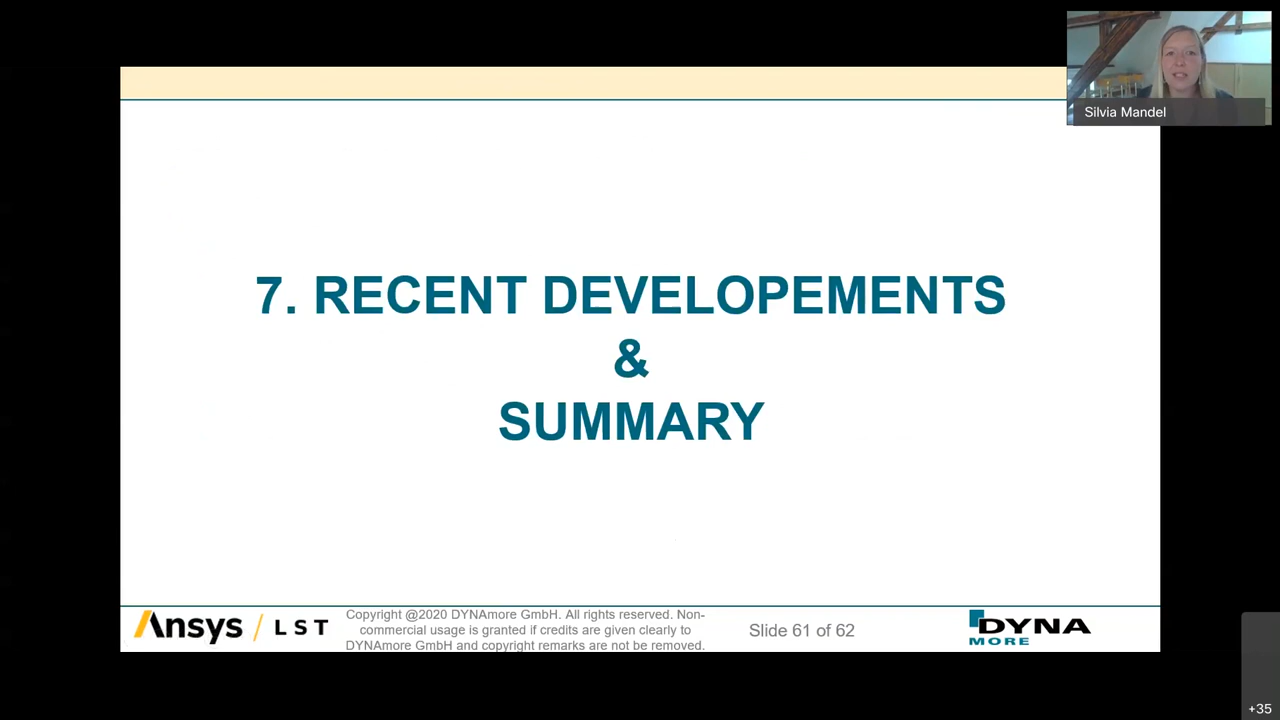 Silvia Mandel
7. RECENT DEVELOPEMENTS
&
SUMMARY
Ansys / LST
Copyright @2020 DYNAmore GmbH. All rights reserved. Non-
commercial usage is granted if credits are given clearly to
DYNAmore GmbH and copyright remarks are not be removed.
Slide 61 of 62
DYNA
MORE
+35